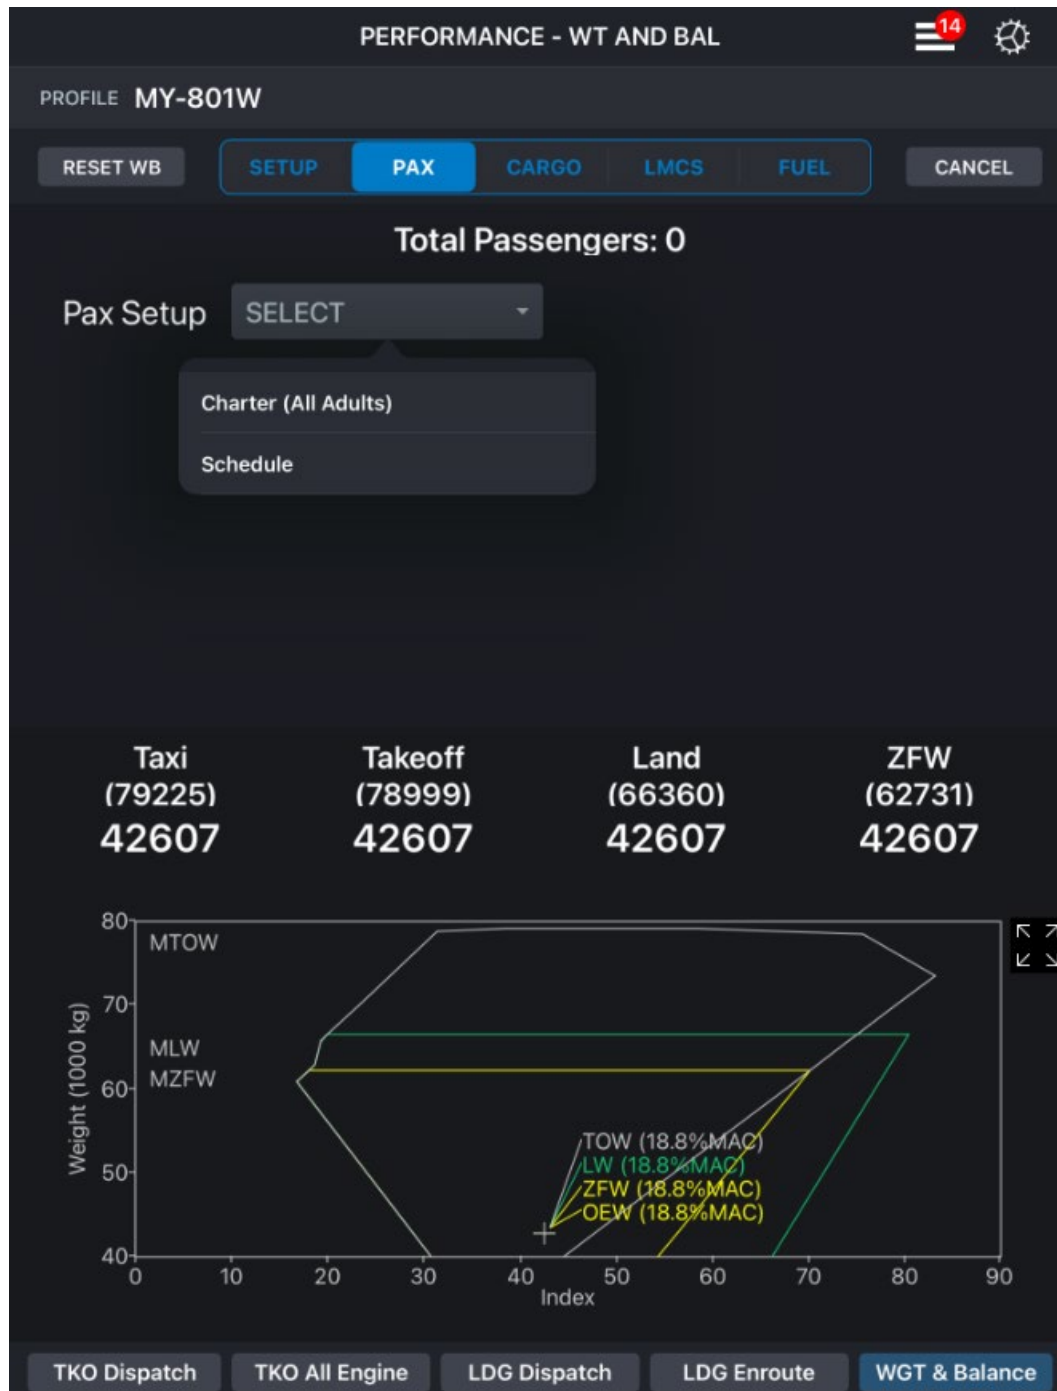 PERFORMANCE - WT AND BAL
14
PROFILE MY-801W
RESET WB SETUP PAX CARGO LMCS FUEL CANCEL
Total Passengers: 0
Pax Setup SELECT
Charter (All Adults)
Schedule
Taxi Takeoff Land ZFW
(79225) (78999) (66360) (62731)
42607 42607 42607 42607
80
MTOW
70
MLW
MZFW
60
Weight (1000 kg)
TOW (18.8%MAC)
LW (18.8%MAC)
50
ZFW (18.8%MAC)
OEW (18.8%MAC)
40
0 10 20 30 40 50 60 70 80 90
Index
TKO Dispatch TKO All Engine LDG Dispatch LDG Enroute WGT & Balance